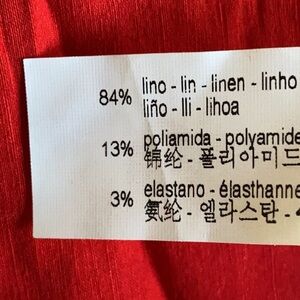 84% lino - lin - linen - linho
liño - lli - lihoa
13% poliamida - polyamide
锦纶 - 폴리아미드
3% elastano - élasthanne
氨纶 - 엘라스탄 -